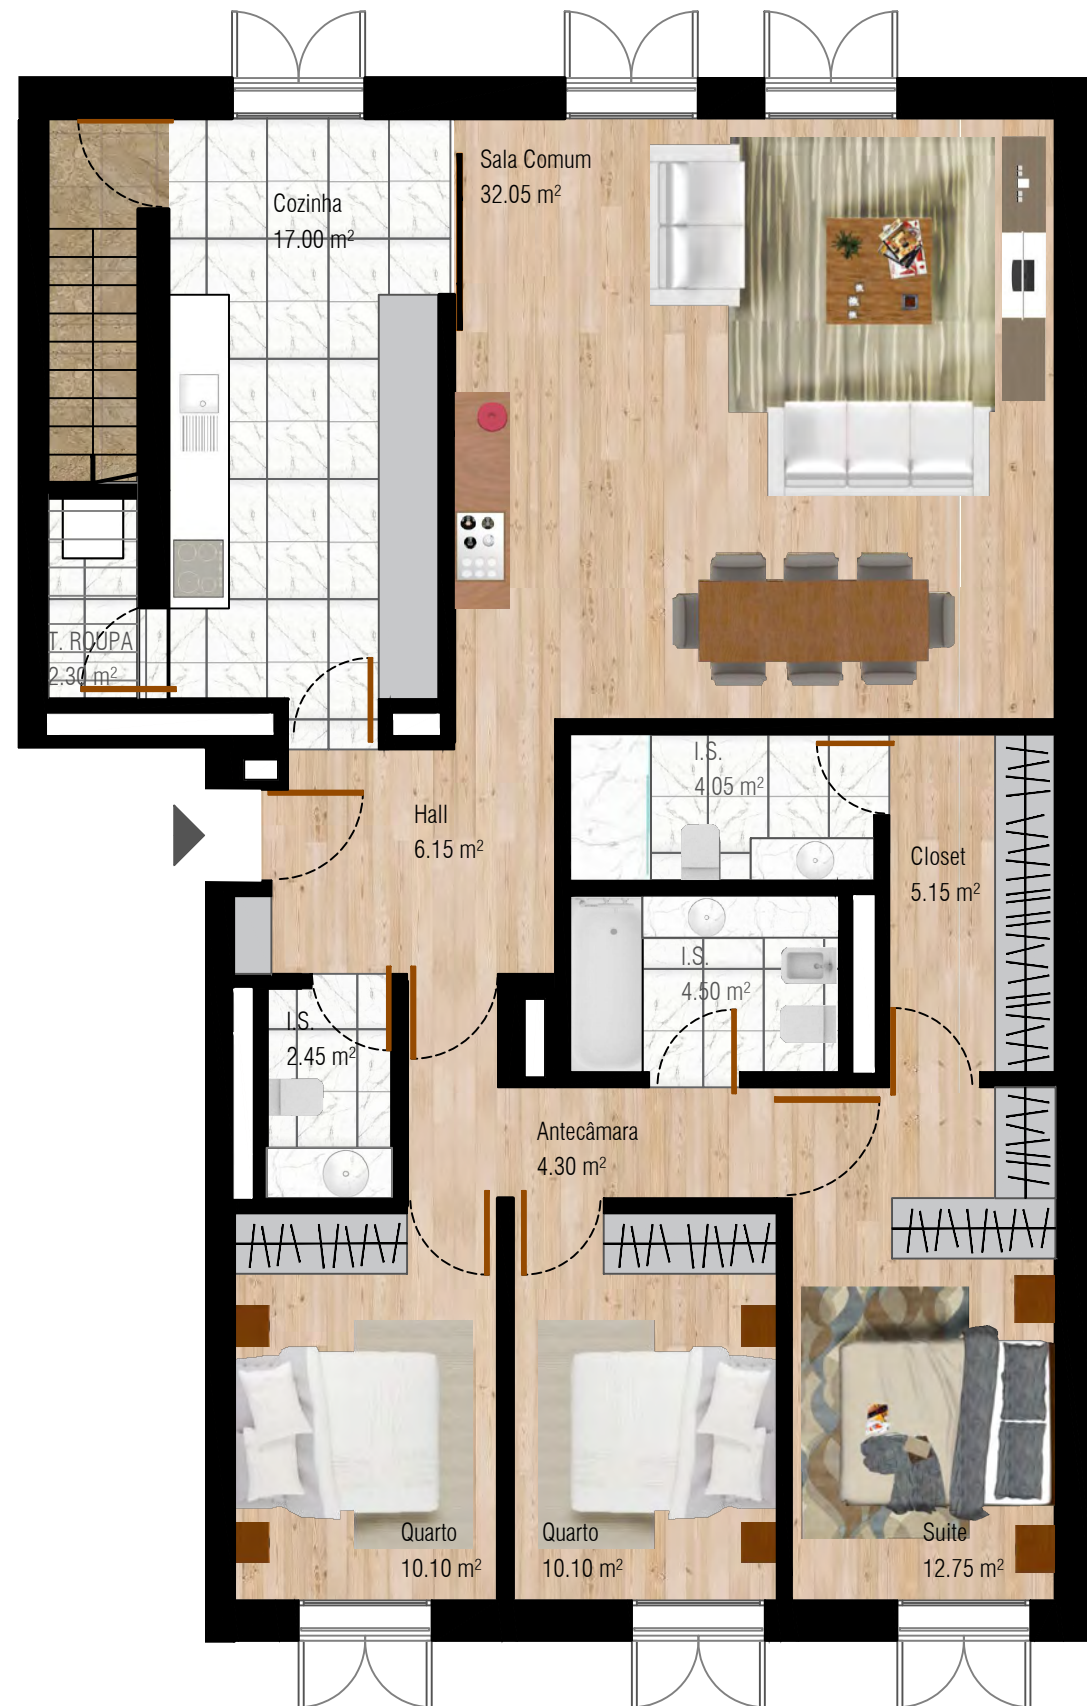 Sala Comum
32.05 m²
Cozinha
17.00 m²
T. ROUPA
2.30 m²
I.S.
4.05 m²
Hall
6.15 m²
Closet
5.15 m²
I.S.
4.50 m²
I.S.
2.45 m²
Antecâmara
4.30 m²
Quarto
10.10 m²
Quarto
10.10 m²
Suite
12.75 m²